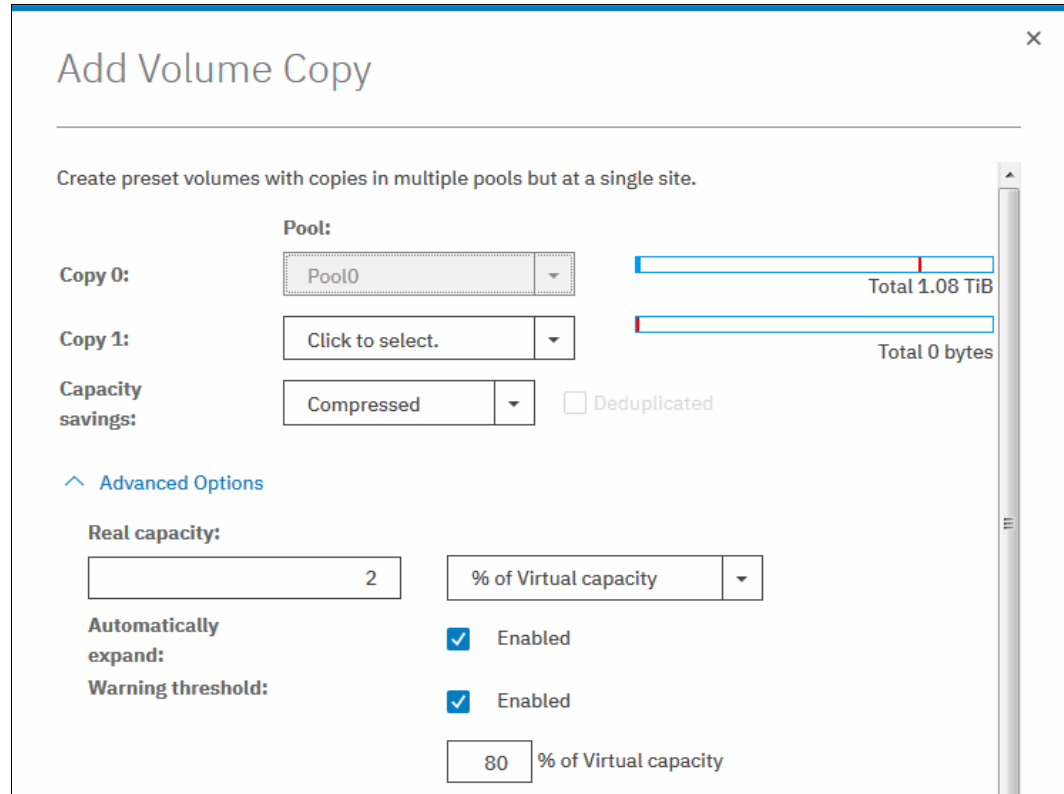 Add Volume Copy
Create preset volumes with copies in multiple pools but at a single site.
Pool:
Copy 0:
Pool0
Total 1.08 TiB
Copy 1:
Click to select.
Total 0 bytes
Capacity
savings:
Compressed
Deduplicated
Advanced Options
Real capacity:
2
% of Virtual capacity
Automatically
expand:
Enabled
Warning threshold:
Enabled
80
% of Virtual capacity